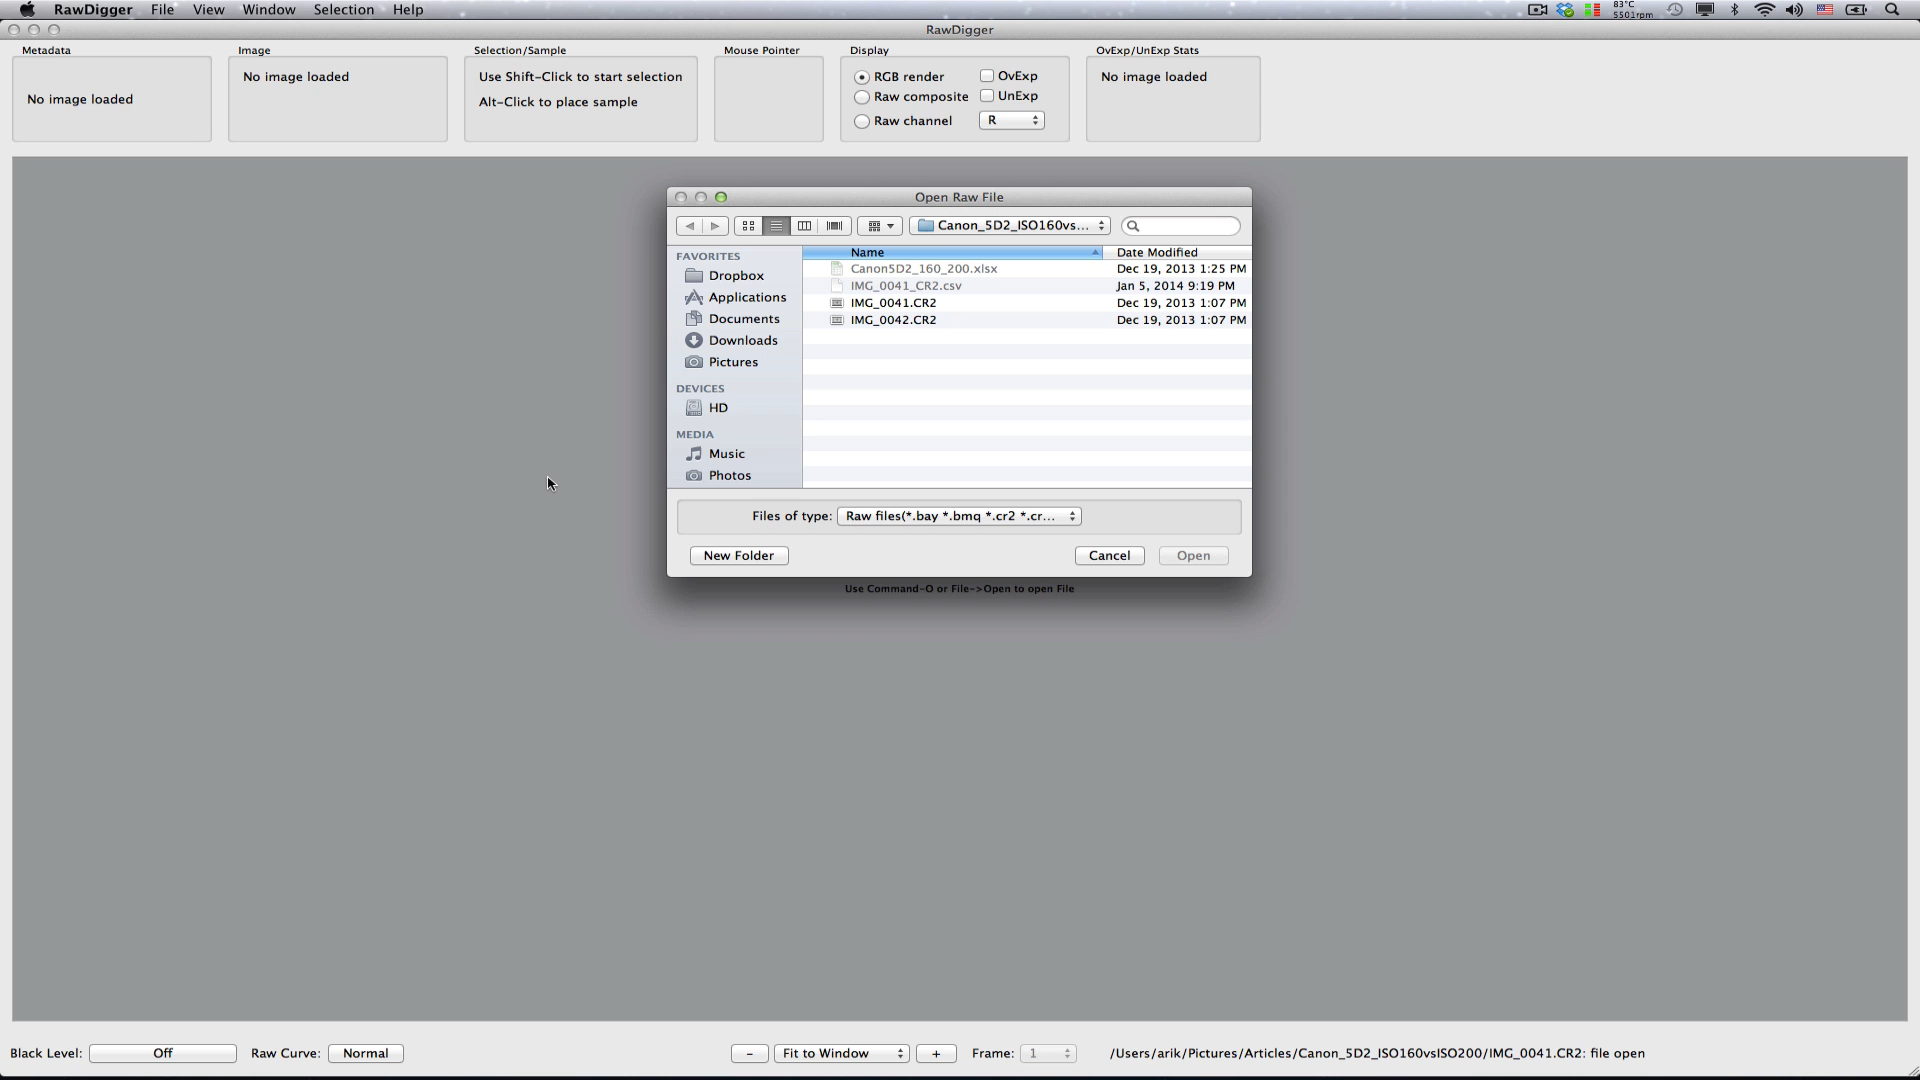 RawDigger File View Window Selection Help
83°C
5501rpm
RawDigger
Metadata
No image loaded
Image
No image loaded
Selection/Sample
Use Shift-Click to start selection
Alt-Click to place sample
Mouse Pointer
Display
RGB render OvExp
Raw composite UnExp
Raw channel R
OvExp/UnExp Stats
No image loaded
Open Raw File
Canon_5D2_ISO160vs...
FAVORITES
Dropbox
Applications
Documents
Downloads
Pictures
DEVICES
HD
MEDIA
Music
Photos
Name Date Modified
Canon5D2_160_200.xlsx Dec 19, 2013 1:25 PM
IMG_0041_CR2.csv Jan 5, 2014 9:19 PM
IMG_0041.CR2 Dec 19, 2013 1:07 PM
IMG_0042.CR2 Dec 19, 2013 1:07 PM
Files of type: Raw files(*.bay *.bmq *.cr2 *.cr...
New Folder Cancel Open
Use Command-O or File->Open to open File
Black Level: Off Raw Curve: Normal - Fit to Window + Frame: 1 /Users/arik/Pictures/Articles/Canon_5D2_ISO160vsISO200/IMG_0041.CR2: file open